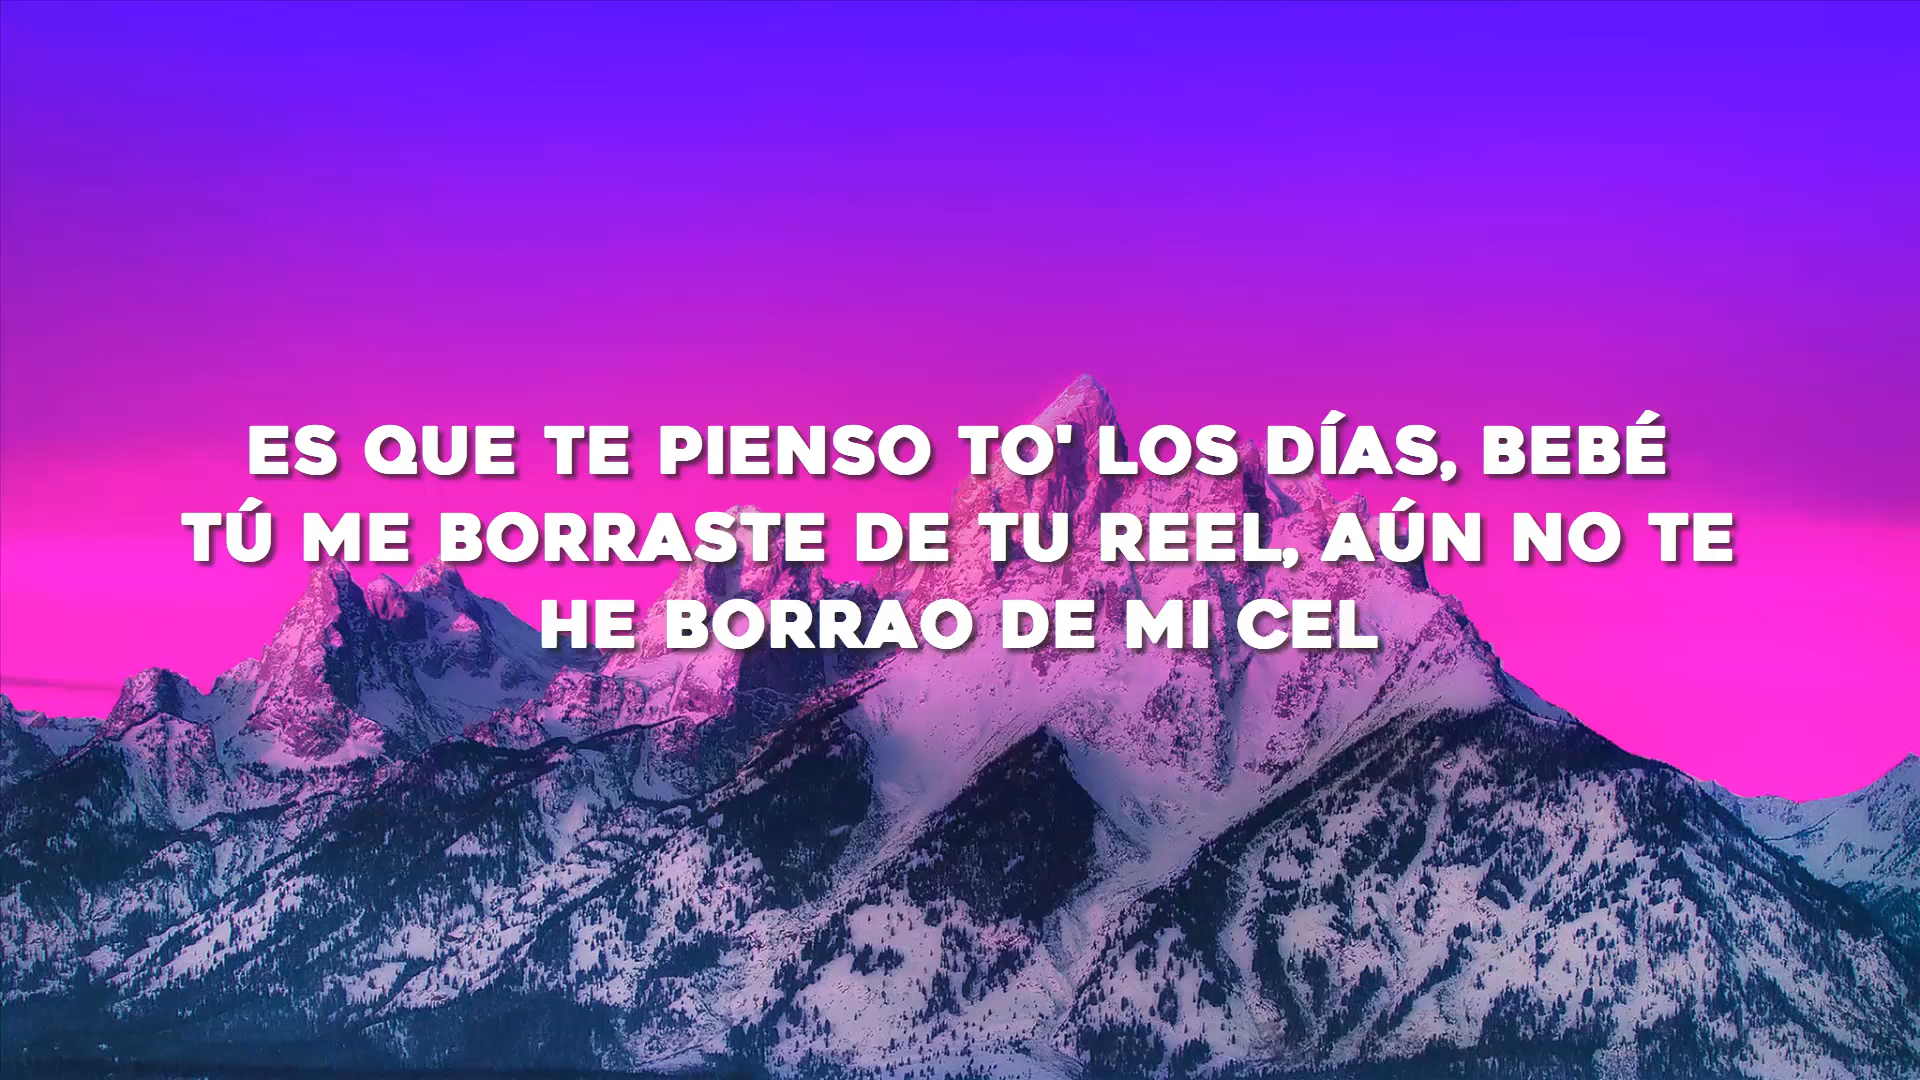 ES QUE TE PIENSO TO' LOS DÍAS, BEBÉ
TÚ ME BORRASTE DE TU REEL, AÚN NO TE
HE BORRAO DE MI CEL